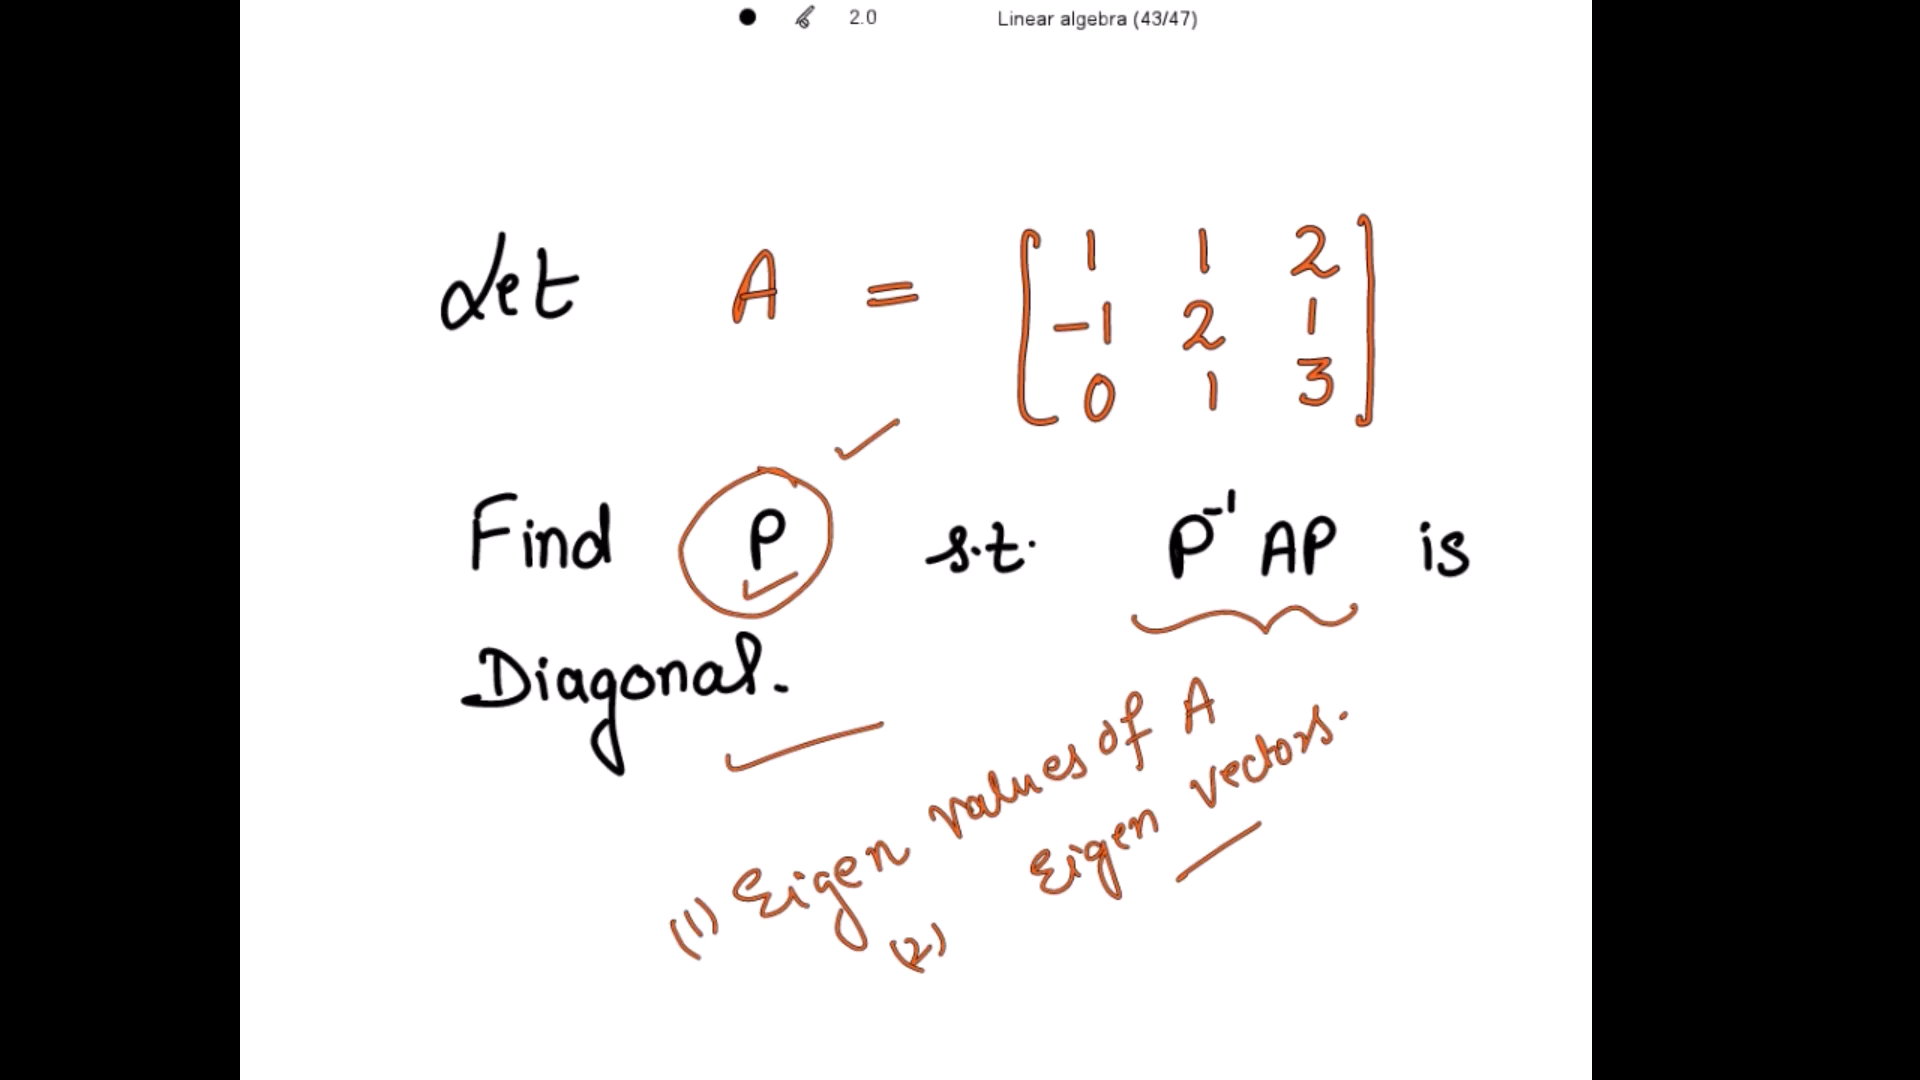 2.0 Linear algebra (43/47)
Let A = [1 1 2
-1 2 1
0 1 3]
Find P s.t. P⁻¹AP is
Diagonal.
(1) Eigen values of A
(2) Eigen vectors.